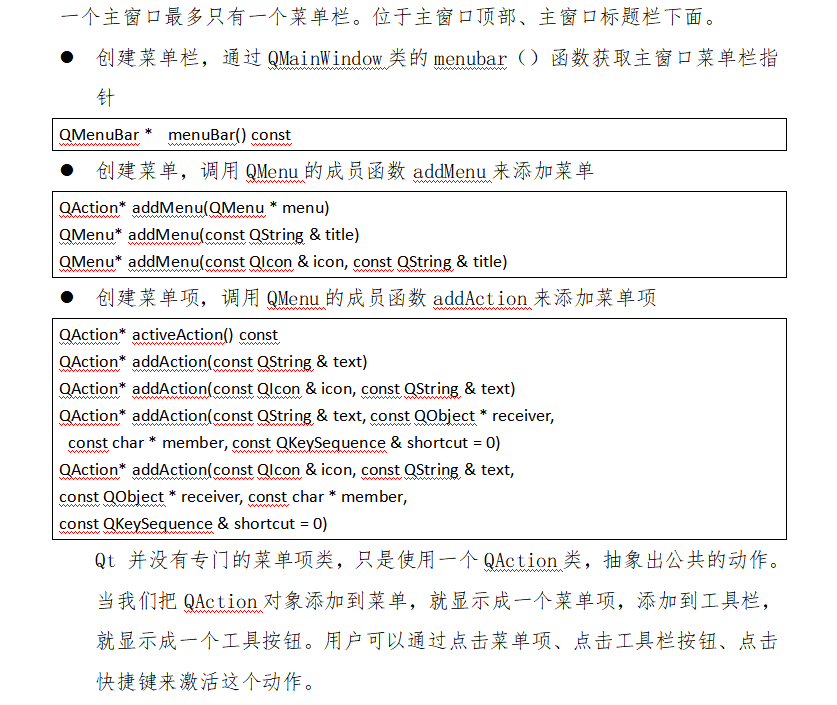 一个主窗口最多只有一个菜单栏。位于主窗口顶部、主窗口标题栏下面。
● 创建菜单栏，通过 QMainWindow 类的 menubar（）函数获取主窗口菜单栏指
针
QMenuBar * menuBar() const
● 创建菜单，调用 QMenu 的成员函数 addMenu 来添加菜单
QAction* addMenu(QMenu * menu)
QMenu* addMenu(const QString & title)
QMenu* addMenu(const QIcon & icon, const QString & title)
● 创建菜单项，调用 QMenu 的成员函数 addAction 来添加菜单项
QAction* activeAction() const
QAction* addAction(const QString & text)
QAction* addAction(const QIcon & icon, const QString & text)
QAction* addAction(const QString & text, const QObject * receiver,
const char * member, const QKeySequence & shortcut = 0)
QAction* addAction(const QIcon & icon, const QString & text,
const QObject * receiver, const char * member,
const QKeySequence & shortcut = 0)
Qt 并没有专门的菜单项类，只是使用一个 QAction 类，抽象出公共的动作。
当我们把 QAction 对象添加到菜单，就显示成一个菜单项，添加到工具栏，
就显示成一个工具按钮。用户可以通过点击菜单项、点击工具栏按钮、点击
快捷键来激活这个动作。